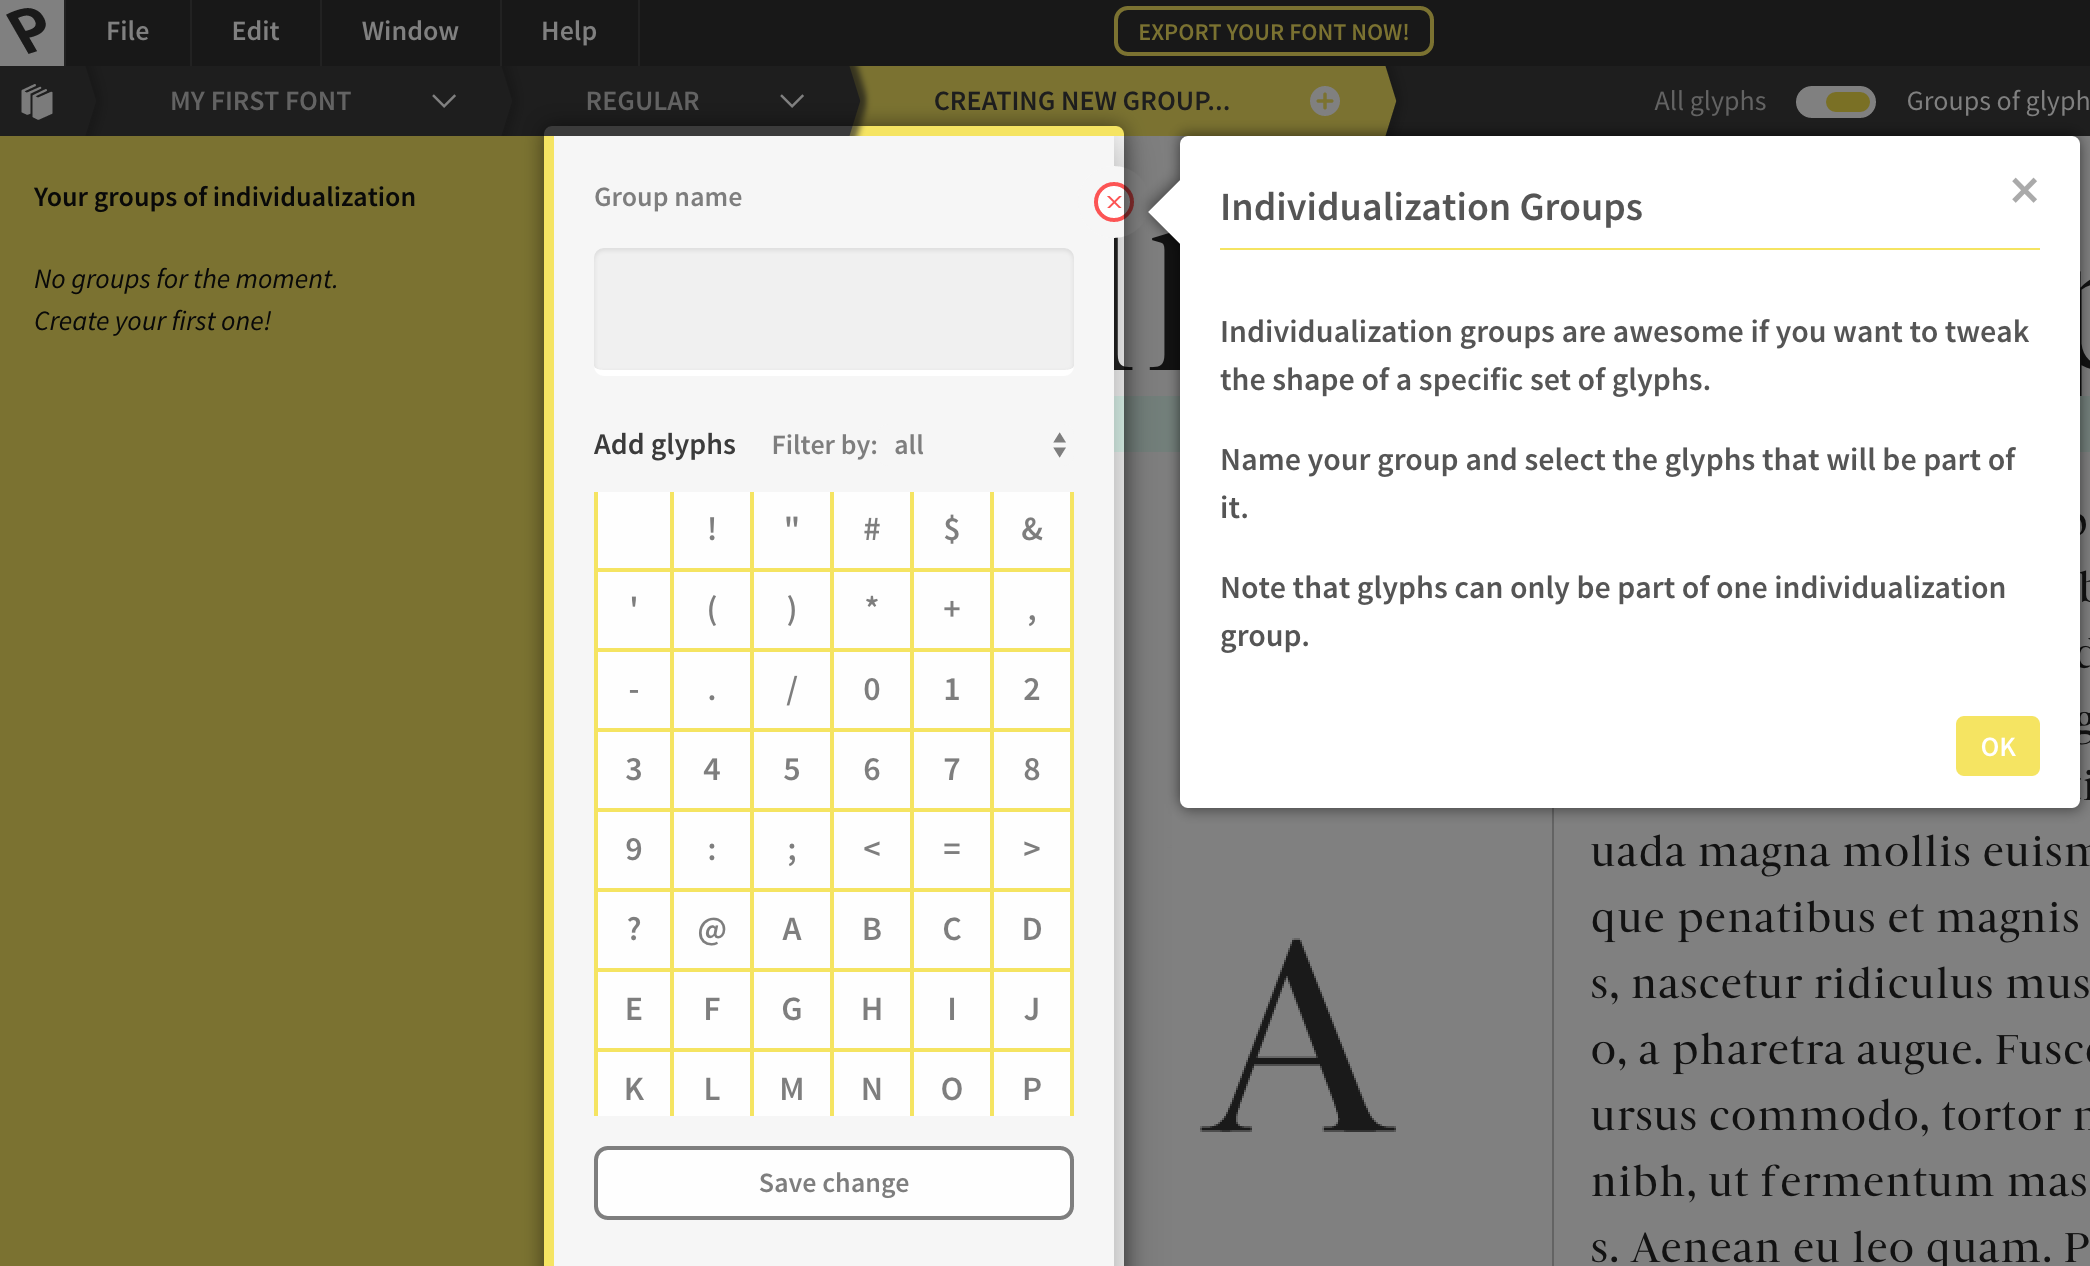 File Edit Window Help EXPORT YOUR FONT NOW!
MY FIRST FONT REGULAR CREATING NEW GROUP... All glyphs Groups of glyph
Your groups of individualization
No groups for the moment.
Create your first one!
Group name
Add glyphs Filter by: all
! " # $ &
' ( ) * + ,
- . / 0 1 2
3 4 5 6 7 8
9 : ; < = >
? @ A B C D
E F G H I J
K L M N O P
Save change
Individualization Groups
Individualization groups are awesome if you want to tweak
the shape of a specific set of glyphs.
Name your group and select the glyphs that will be part of
it.
Note that glyphs can only be part of one individualization
group.
OK
A
uada magna mollis euism
que penatibus et magnis
s, nascetur ridiculus mus
o, a pharetra augue. Fusc
ursus commodo, tortor
nibh, ut fermentum mas
s. Aenean eu leo quam. P